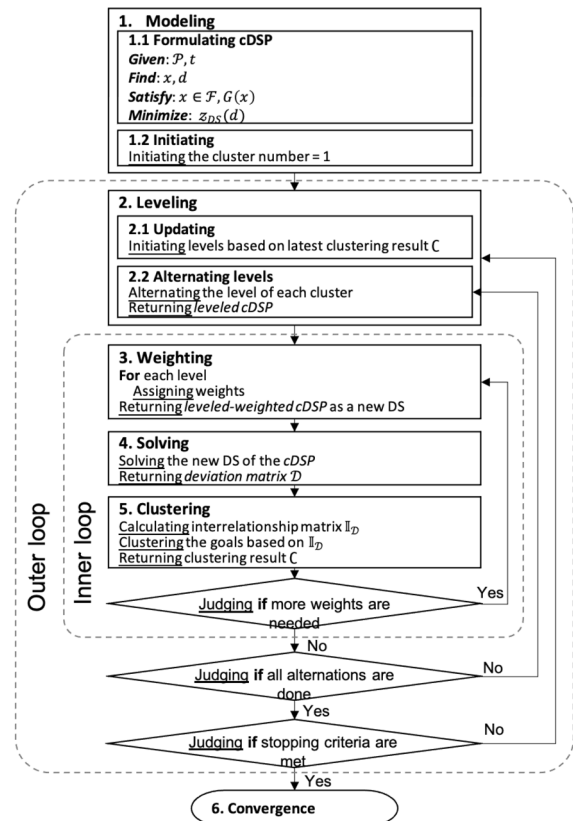 1. Modeling
1.1 Formulating cDSP
Given: 𝒫, t
Find: x, d
Satisfy: x ∈ ℱ, G(x)
Minimize: z_DS(d)
1.2 Initiating
Initiating the cluster number = 1
2. Leveling
2.1 Updating
Initiating levels based on latest clustering result C
2.2 Alternating levels
Alternating the level of each cluster
Returning leveled cDSP
3. Weighting
For each level
Assigning weights
Returning leveled-weighted cDSP as a new DS
4. Solving
Solving the new DS of the cDSP
Returning deviation matrix 𝒟
5. Clustering
Calculating interrelationship matrix 𝕀_𝒟
Clustering the goals based on 𝕀_𝒟
Returning clustering result C
Judging if more weights are
needed
Yes
No
Judging if all alternations are
done
No
Yes
Judging if stopping criteria are
met
No
Yes
6. Convergence
Outer loop
Inner loop